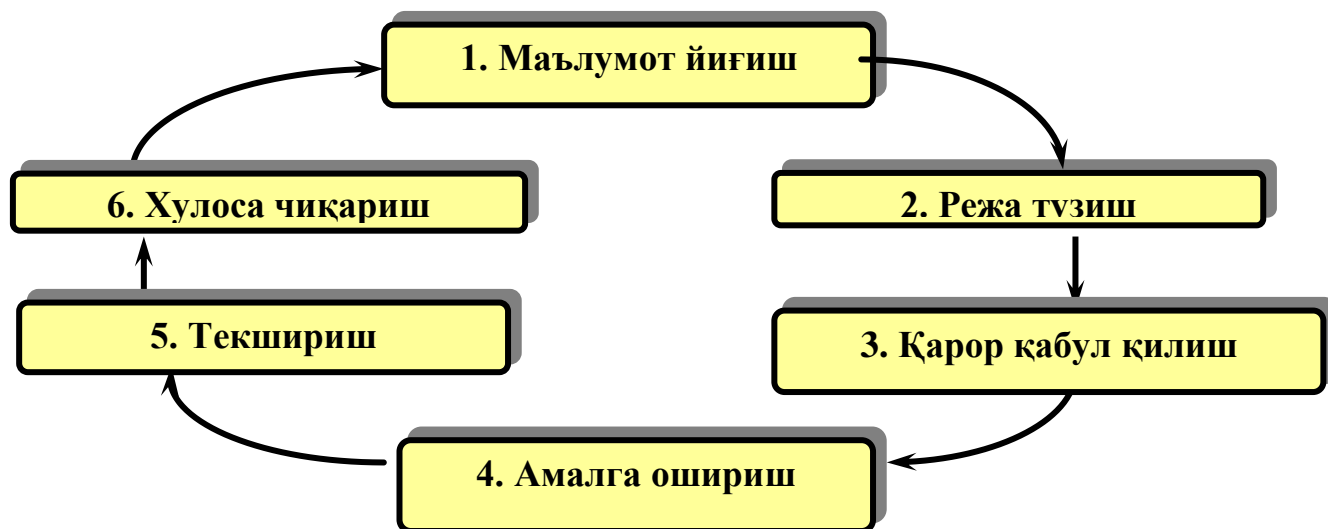 1. Маълумот йиғиш
2. Режа тузиш
3. Қарор қабул қилиш
4. Амалга ошириш
5. Текшириш
6. Хулоса чиқариш